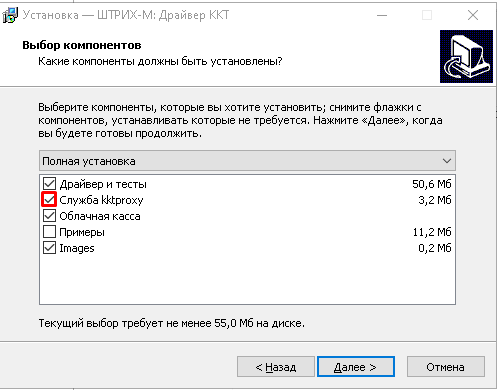 Установка — ШТРИХ-М: Драйвер ККТ
Выбор компонентов
Какие компоненты должны быть установлены?
Выберите компоненты, которые вы хотите установить; снимите флажки с
компонентов, устанавливать которые не требуется. Нажмите «Далее», когда
вы будете готовы продолжить.
Полная установка
Драйвер и тесты 50,6 Мб
Служба kktproxy 3,2 Мб
Облачная касса
Примеры 11,2 Мб
Images 0,2 Мб
Текущий выбор требует не менее 55,0 Мб на диске.
< Назад Далее > Отмена